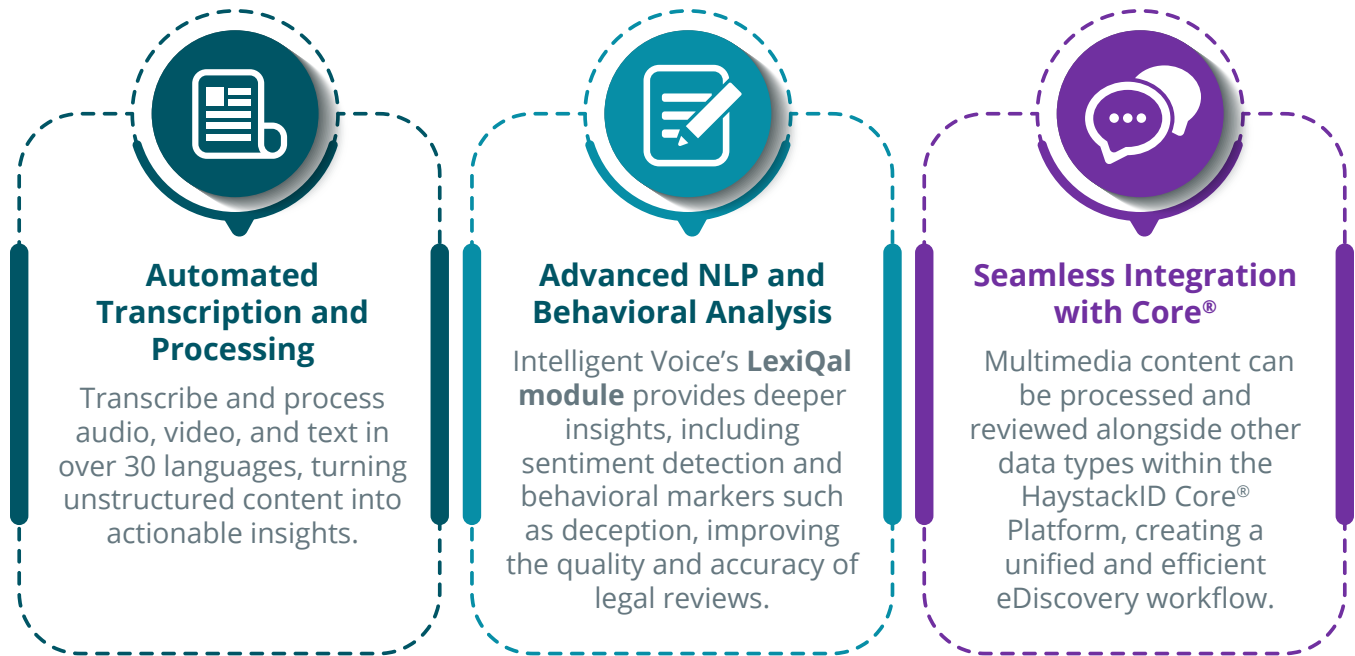 Automated
Transcription and
Processing
Transcribe and process
audio, video, and text in
over 30 languages, turning
unstructured content into
actionable insights.
Advanced NLP and
Behavioral Analysis
Intelligent Voice’s LexiQal
module provides deeper
insights, including
sentiment detection and
behavioral markers such
as deception, improving
the quality and accuracy of
legal reviews.
Seamless Integration
with Core®
Multimedia content can
be processed and
reviewed alongside other
data types within the
HaystackID Core®
Platform, creating a
unified and efficient
eDiscovery workflow.